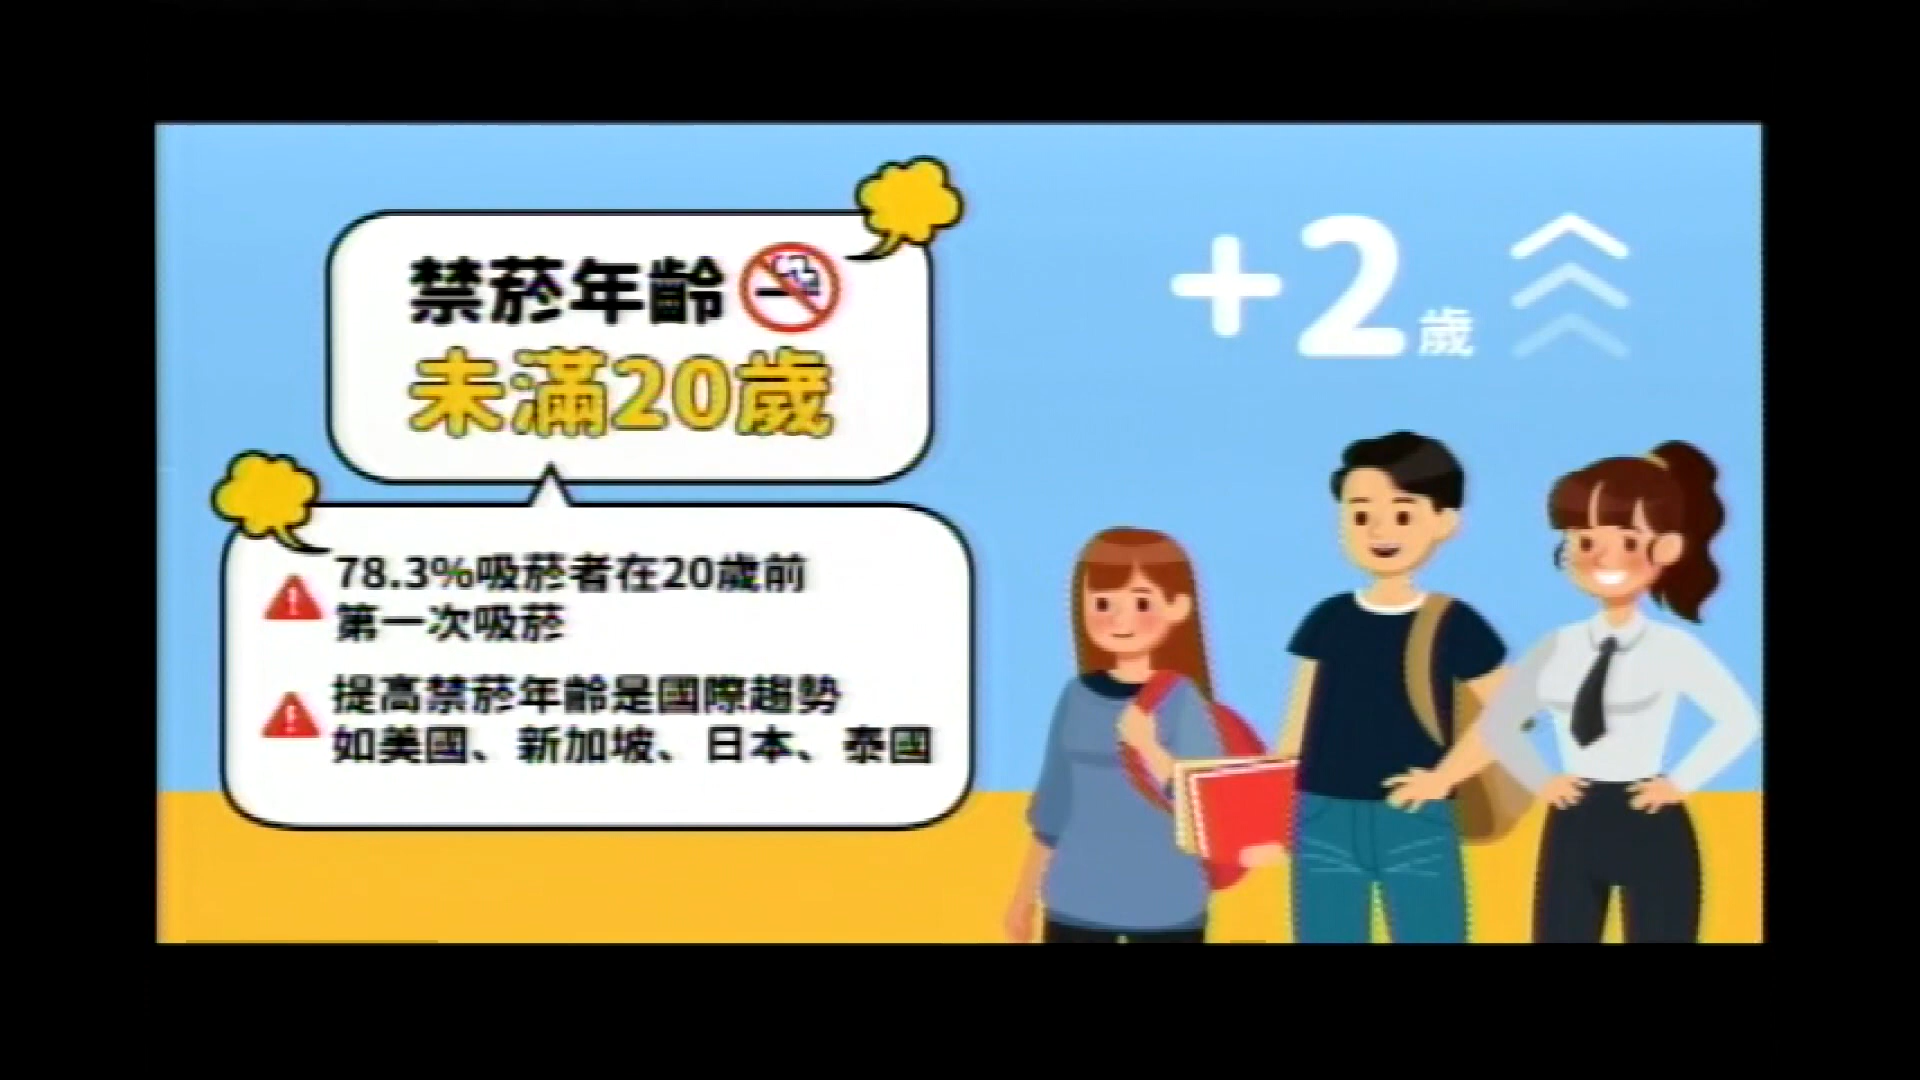 禁菸年齡
未滿20歲
+2歲
78.3%吸菸者在20歲前
第一次吸菸
提高禁菸年齡是國際趨勢
如美國、新加坡、日本、泰國